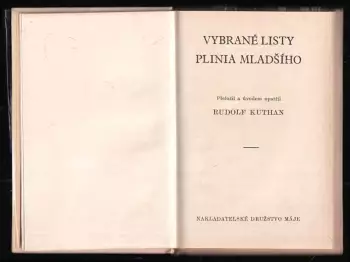 VYBRANÉ LISTY
PLINIA MLADŠÍHO
Přeložil a úvodem opatřil
RUDOLF KUTHAN
NAKLADATELSKÉ DRUŽSTVO MÁJE